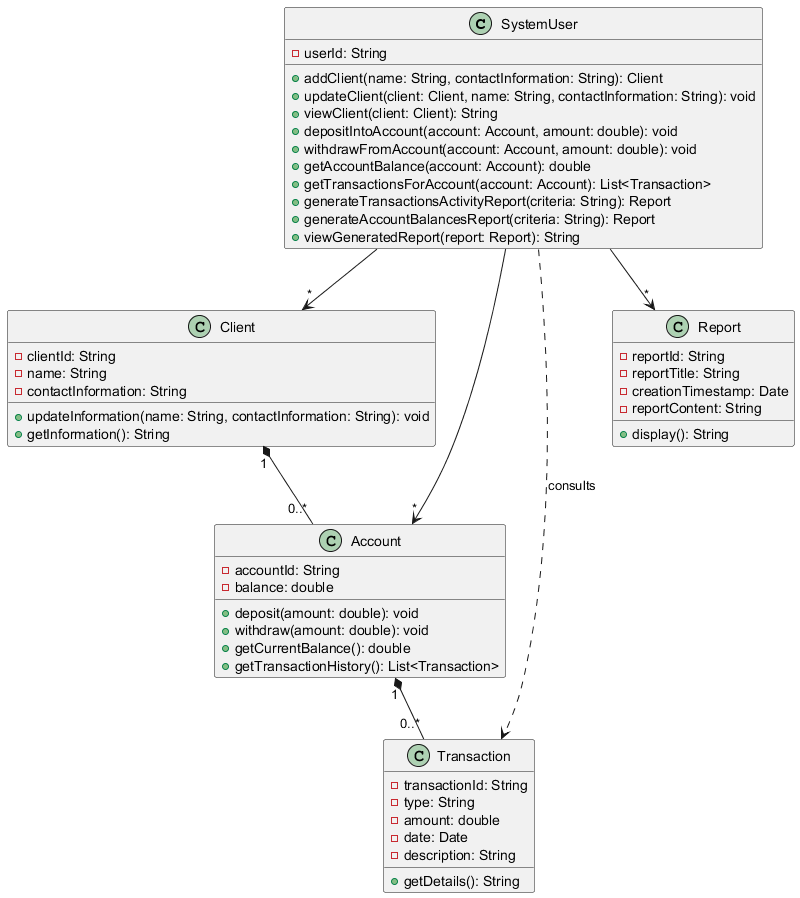 C SystemUser
userId: String
addClient(name: String, contactInformation: String): Client
updateClient(client: Client, name: String, contactInformation: String): void
viewClient(client: Client): String
depositIntoAccount(account: Account, amount: double): void
withdrawFromAccount(account: Account, amount: double): void
getAccountBalance(account: Account): double
getTransactionsForAccount(account: Account): List<Transaction>
generateTransactionsActivityReport(criteria: String): Report
generateAccountBalancesReport(criteria: String): Report
viewGeneratedReport(report: Report): String
*
*
C Client
clientId: String
name: String
contactInformation: String
updateInformation(name: String, contactInformation: String): void
getInformation(): String
C Report
reportId: String
reportTitle: String
creationTimestamp: Date
reportContent: String
display(): String
1
consults
0..*
*
C Account
accountId: String
balance: double
deposit(amount: double): void
withdraw(amount: double): void
getCurrentBalance(): double
getTransactionHistory(): List<Transaction>
1
0..*
C Transaction
transactionId: String
type: String
amount: double
date: Date
description: String
getDetails(): String